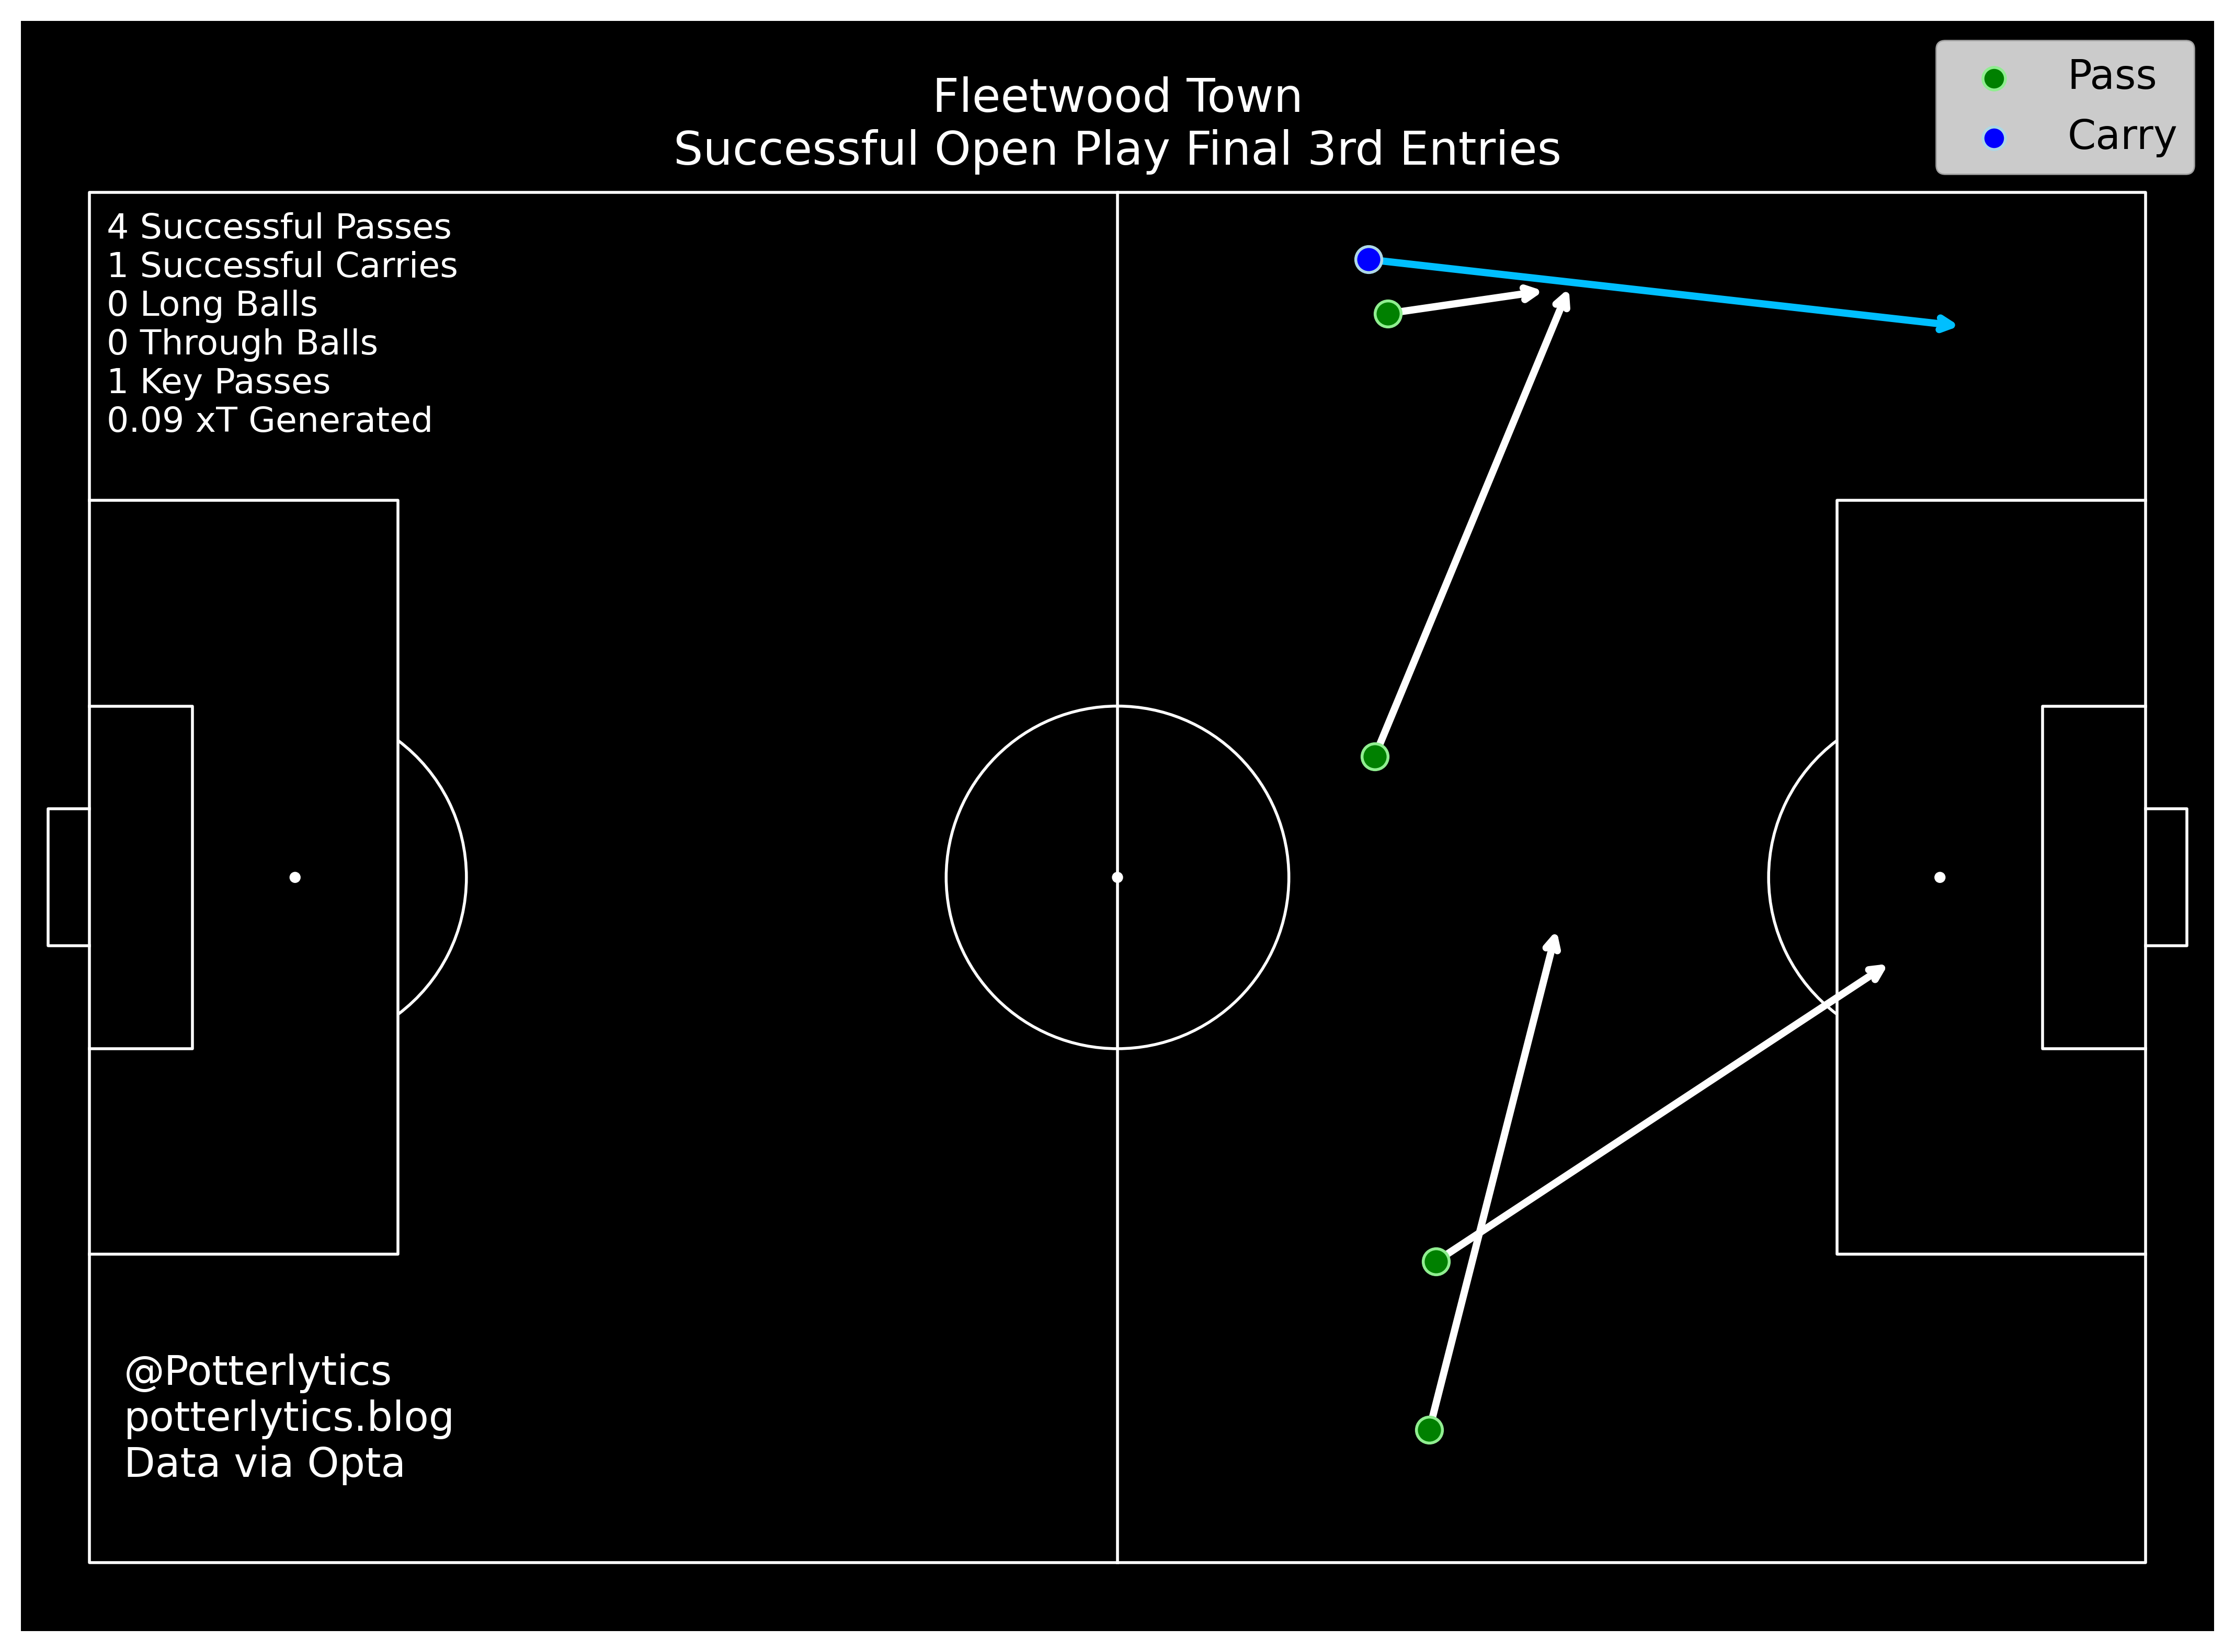 Fleetwood Town
Successful Open Play Final 3rd Entries
Pass
Carry
4 Successful Passes
1 Successful Carries
0 Long Balls
0 Through Balls
1 Key Passes
0.09 xT Generated
@Potterlytics
potterlytics.blog
Data via Opta